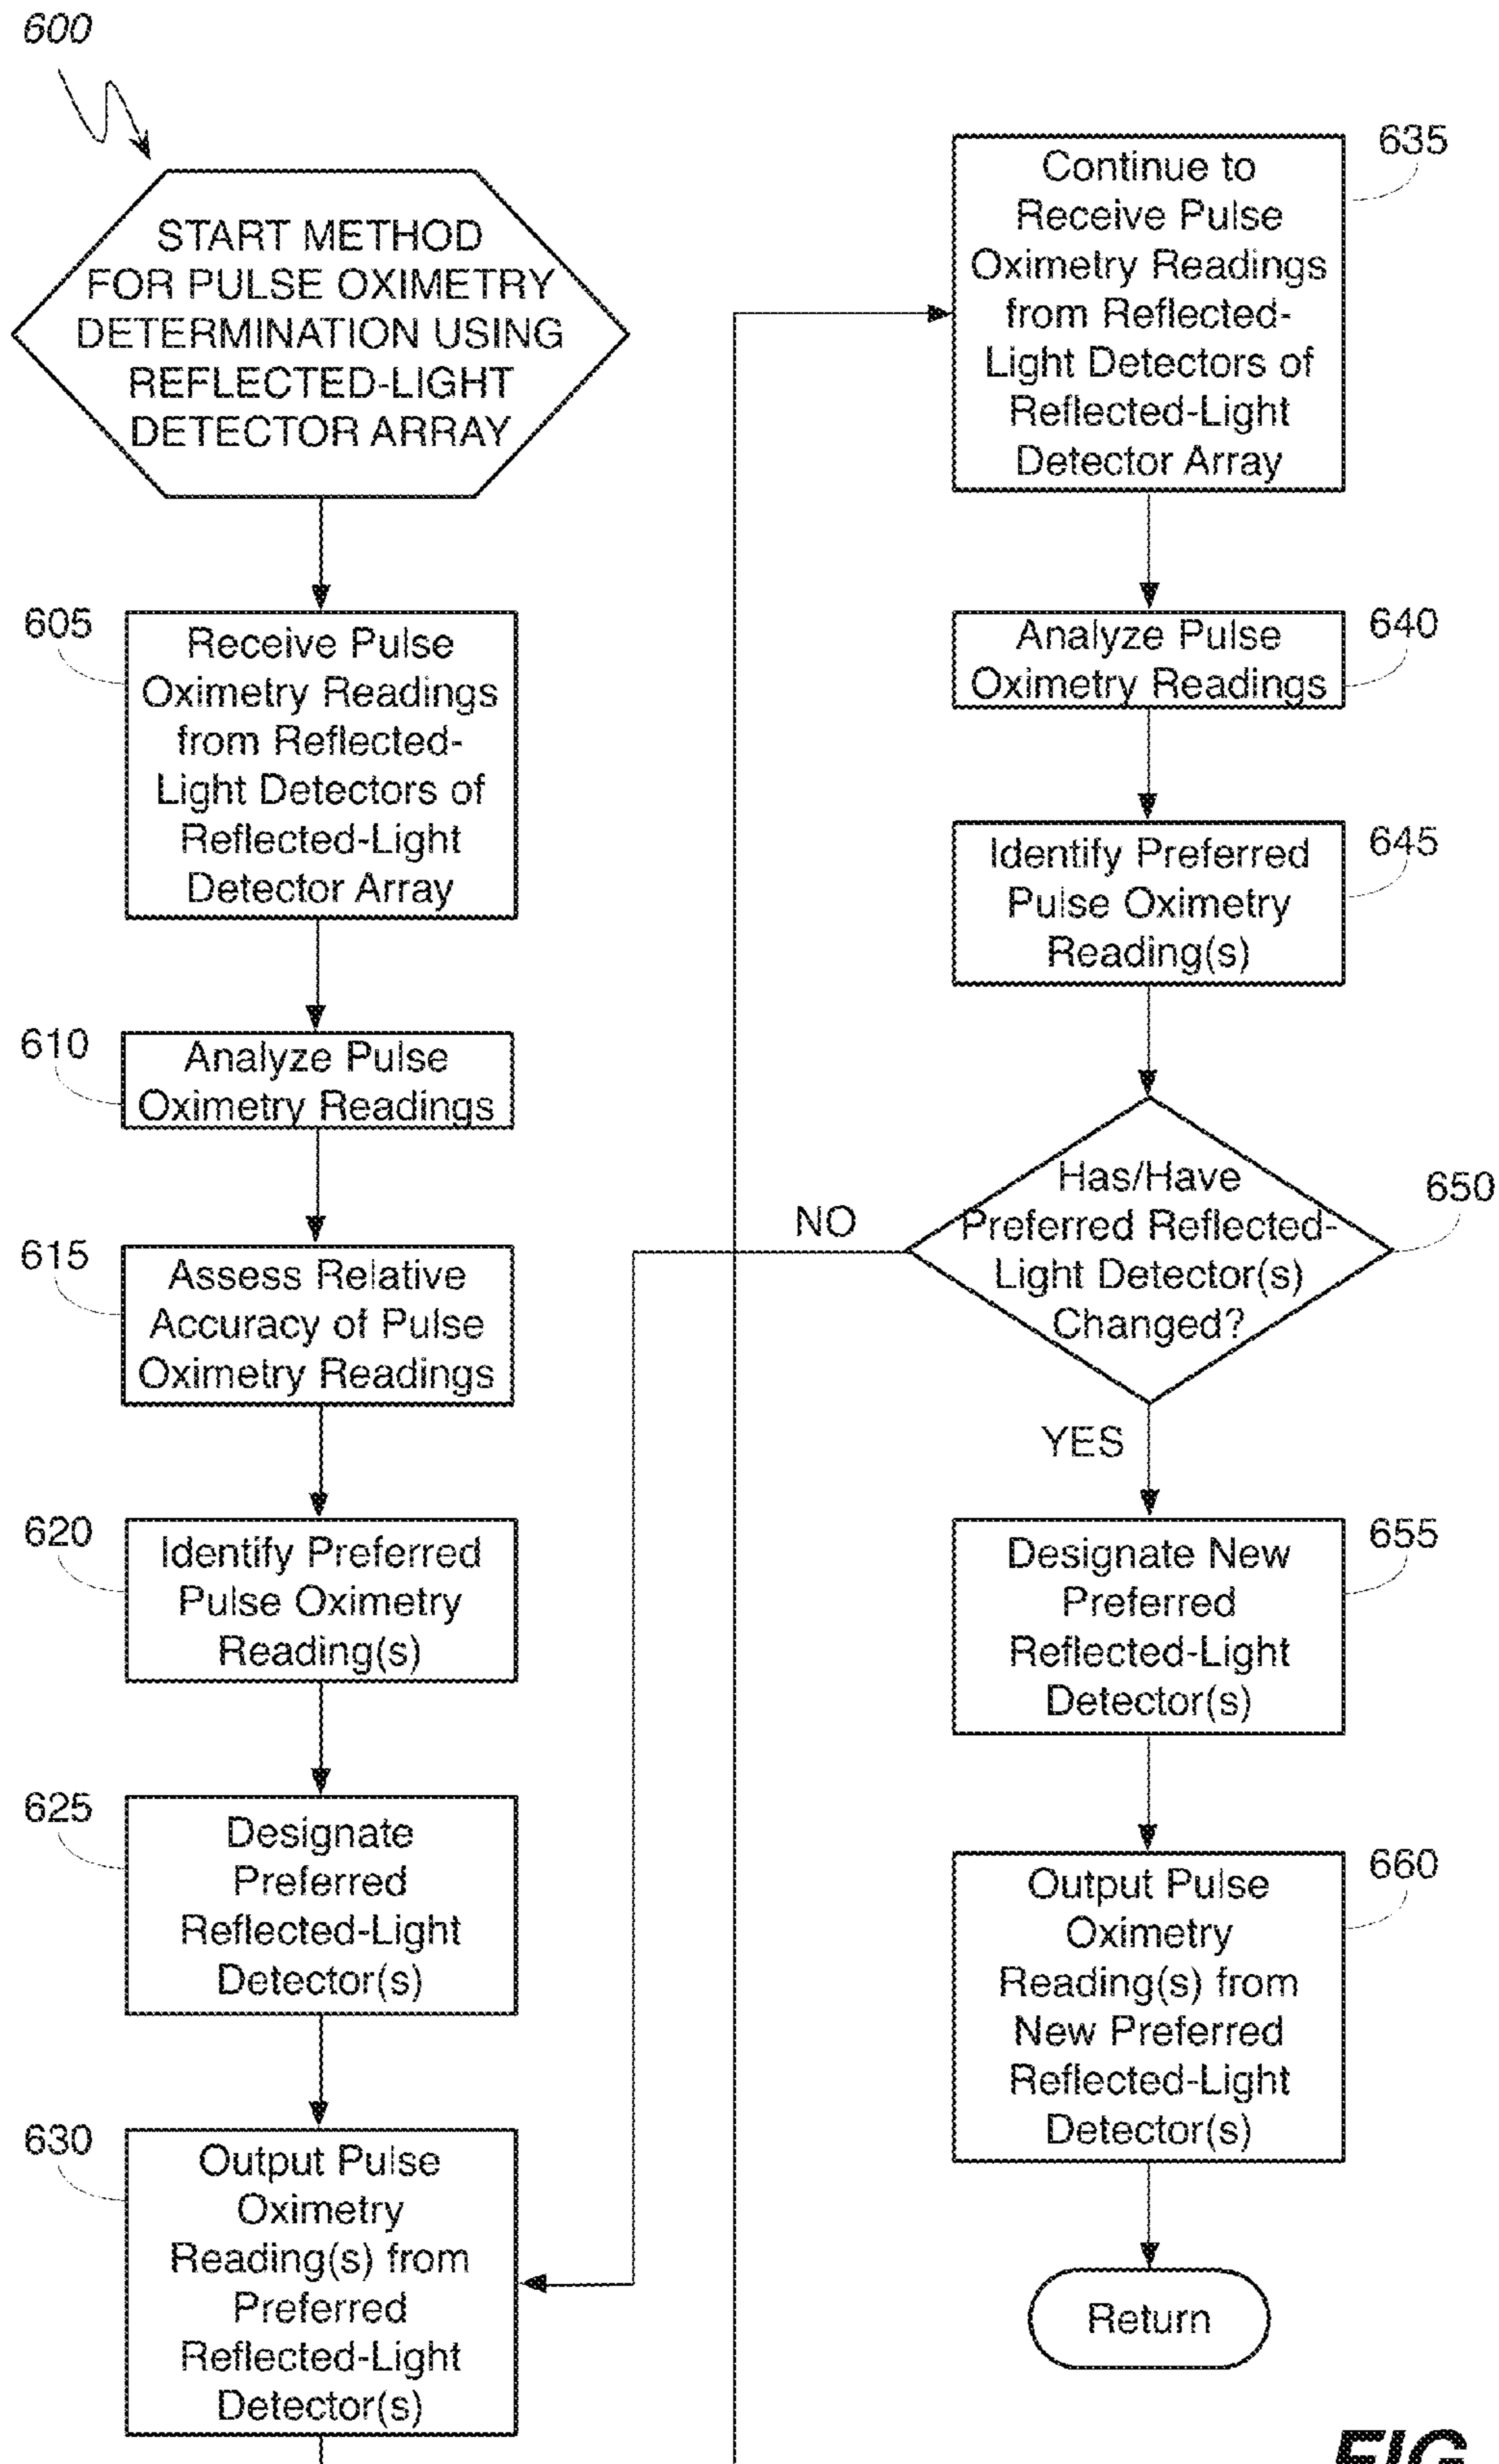 600
START METHOD
FOR PULSE OXIMETRY
DETERMINATION USING
REFLECTED-LIGHT
DETECTOR ARRAY
605
Receive Pulse
Oximetry Readings
from Reflected-
Light Detectors of
Reflected-Light
Detector Array
610
Analyze Pulse
Oximetry Readings
615
Assess Relative
Accuracy of Pulse
Oximetry Readings
620
Identify Preferred
Pulse Oximetry
Reading(s)
625
Designate
Preferred
Reflected-Light
Detector(s)
630
Output Pulse
Oximetry
Reading(s) from
Preferred
Reflected-Light
Detector(s)
635
Continue to
Receive Pulse
Oximetry Readings
from Reflected-
Light Detectors of
Reflected-Light
Detector Array
640
Analyze Pulse
Oximetry Readings
645
Identify Preferred
Pulse Oximetry
Reading(s)
650
Has/Have
Preferred Reflected-
Light Detector(s)
Changed?
NO
YES
655
Designate New
Preferred
Reflected-Light
Detector(s)
660
Output Pulse
Oximetry
Reading(s) from
New Preferred
Reflected-Light
Detector(s)
Return
FIG